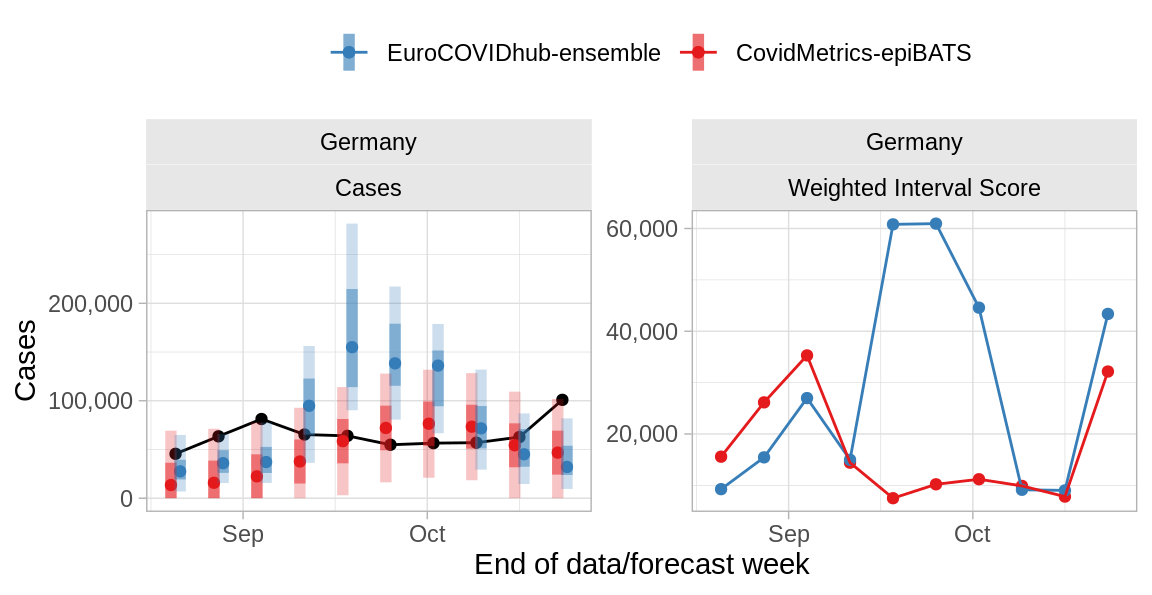 EuroCOVIDhub-ensemble CovidMetrics-epiBATS
Germany
Cases
200,000
100,000
0
Sep Oct
Cases
Germany
Weighted Interval Score
60,000
40,000
20,000
Sep Oct
End of data/forecast week